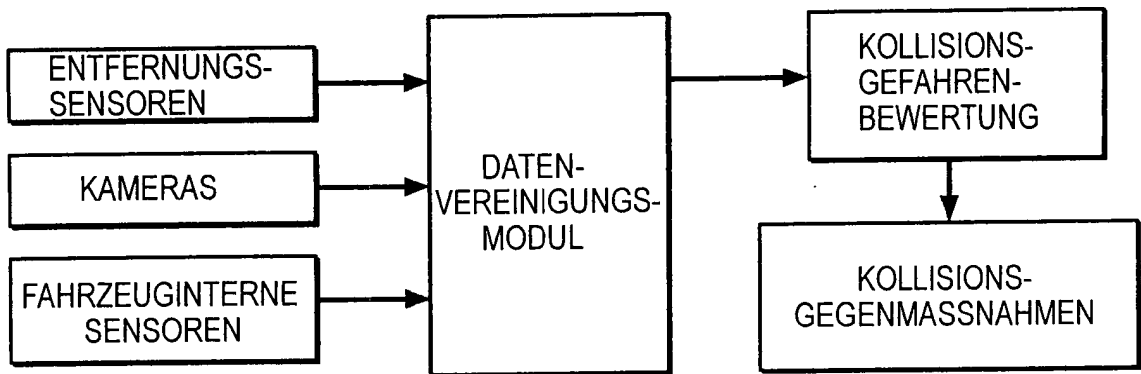 ENTFERNUNGS-
SENSOREN
KAMERAS
FAHRZEUGINTERNE
SENSOREN
DATEN-
VEREINIGUNGS-
MODUL
KOLLISIONS-
GEFAHREN-
BEWERTUNG
KOLLISIONS-
GEGENMASSNAHMEN